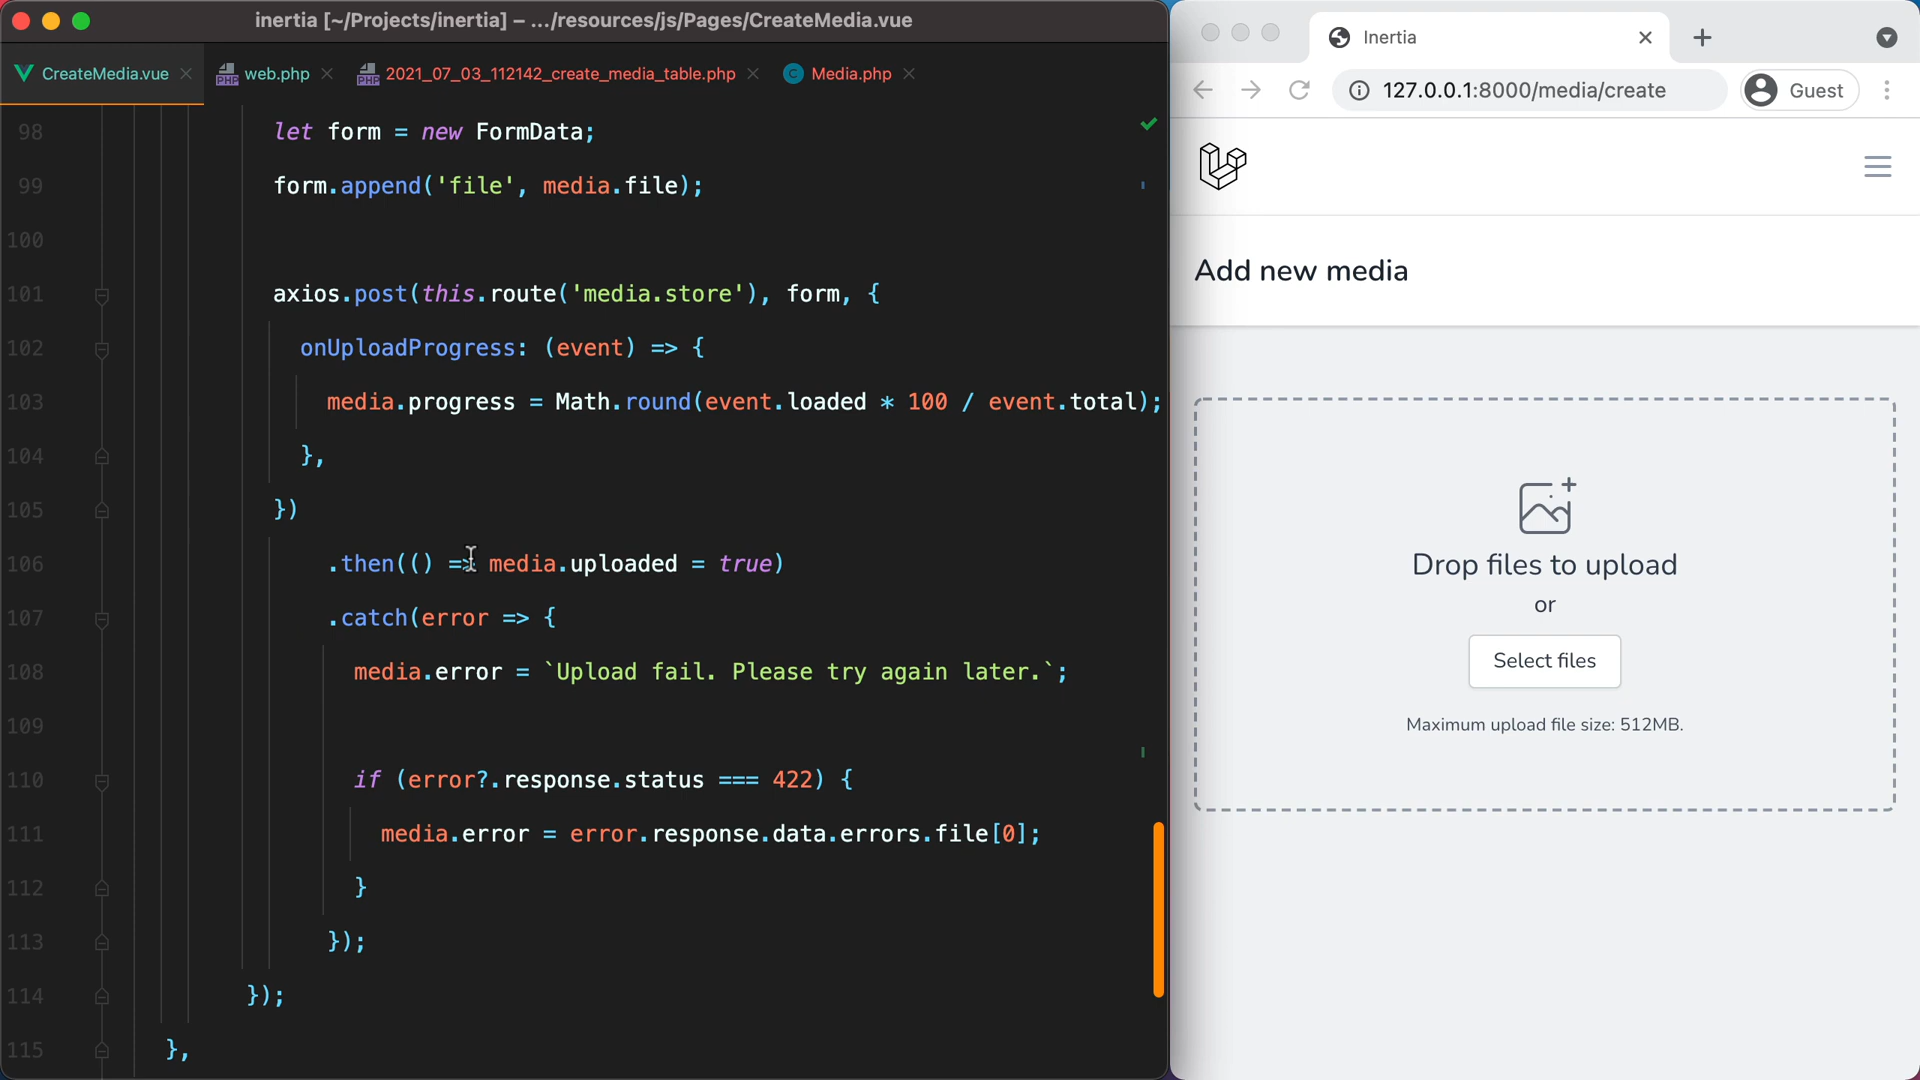 inertia [~/Projects/inertia] – .../resources/js/Pages/CreateMedia.vue
CreateMedia.vue
web.php
2021_07_03_112142_create_media_table.php
Media.php
98 let form = new FormData;
99 form.append('file', media.file);
100
101 axios.post(this.route('media.store'), form, {
102 onUploadProgress: (event) => {
103 media.progress = Math.round(event.loaded * 100 / event.total);
104 },
105 })
106 .then(() => media.uploaded = true)
107 .catch(error => {
108 media.error = `Upload fail. Please try again later.`;
109
110 if (error?.response.status === 422) {
111 media.error = error.response.data.errors.file[0];
112 }
113 });
114 });
115 },
Inertia
127.0.0.1:8000/media/create
Guest
Add new media
Drop files to upload
or
Select files
Maximum upload file size: 512MB.